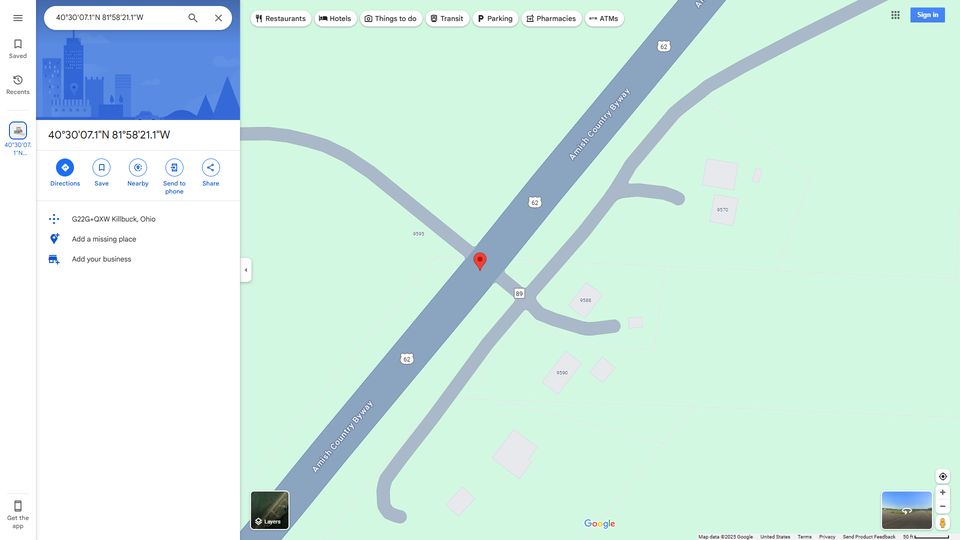 40°30'07.1"N 81°58'21.1"W
Restaurants
Hotels
Things to do
Transit
Parking
Pharmacies
ATMs
Sign in
Saved
Recents
40°30'07.
1"N...
40°30'07.1"N 81°58'21.1"W
Directions
Save
Nearby
Send to
phone
Share
G22G+QXW Killbuck, Ohio
Add a missing place
Add your business
Get the
app
62
Amish Country Byway
62
9570
9595
89
9588
62
9590
Amish Country Byway
Layers
Google
Map data ©2025 Google
United States
Terms
Privacy
Send Product Feedback
50 ft